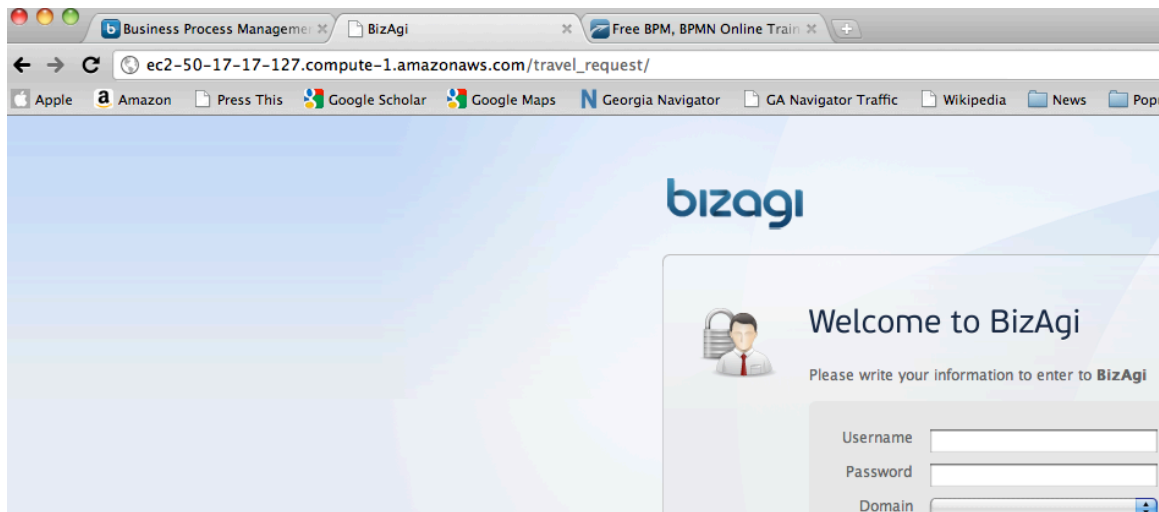 Business Process Managemer
BizAgi
Free BPM, BPMN Online Train
ec2-50-17-17-127.compute-1.amazonaws.com/travel_request/
Apple Amazon Press This Google Scholar Google Maps Georgia Navigator GA Navigator Traffic Wikipedia News Pop
bizagi
Welcome to BizAgi
Please write your information to enter to BizAgi
Username
Password
Domain